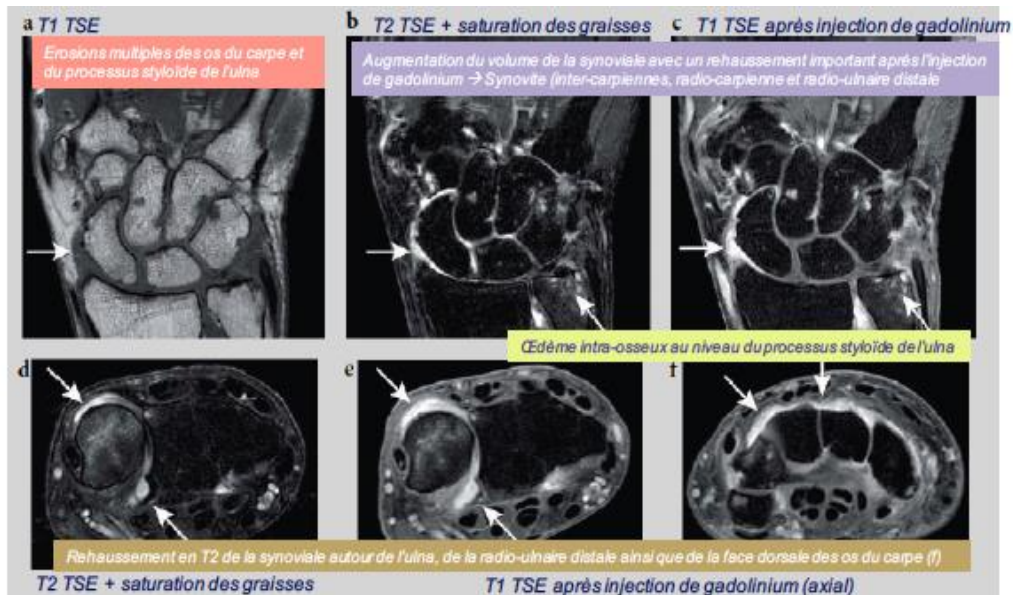 a T1 TSE
b T2 TSE + saturation des graisses
c T1 TSE après injection de gadolinium
Erosions multiples des os du carpe et
du processus styloïde de l'ulna
Augmentation du volume de la synoviale avec un rehaussement important après l'injection
de gadolinium → Synovite (inter-carpiennes, radio-carpienne et radio-ulnaire distale
Œdème intra-osseux au niveau du processus styloïde de l'ulna
d
e
f
Rehaussement en T2 de la synoviale autour de l'ulna, de la radio-ulnaire distale ainsi que de la face dorsale des os du carpe (f)
T2 TSE + saturation des graisses
T1 TSE après injection de gadolinium (axial)